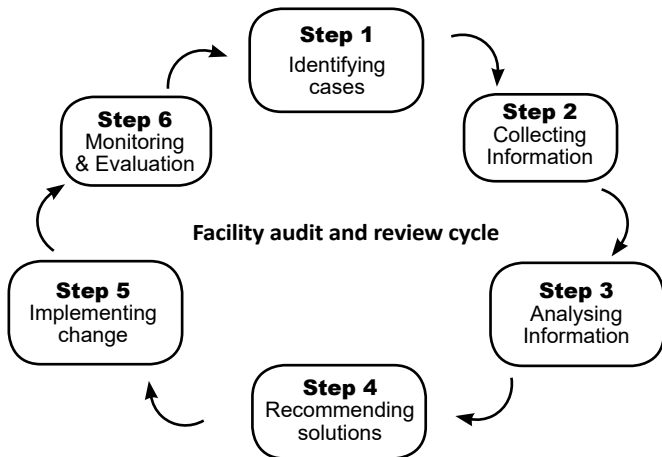 Step 1
Identifying
cases
Step 2
Collecting
Information
Step 3
Analysing
Information
Step 4
Recommending
solutions
Step 5
Implementing
change
Step 6
Monitoring
& Evaluation
Facility audit and review cycle